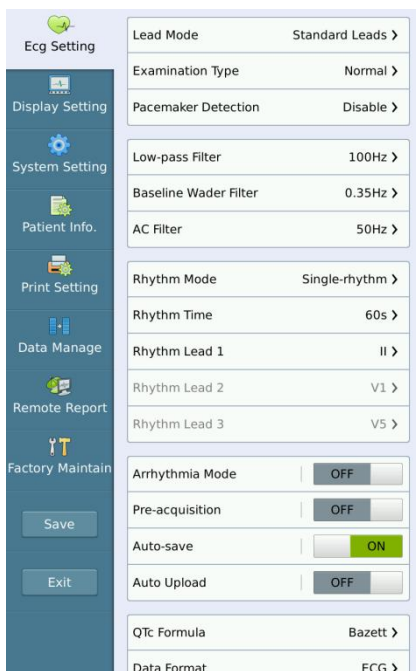 Ecg Setting
Display Setting
System Setting
Patient Info.
Print Setting
Data Manage
Remote Report
Factory Maintain
Save
Exit
Lead Mode Standard Leads >
Examination Type Normal >
Pacemaker Detection Disable >
Low-pass Filter 100Hz >
Baseline Wader Filter 0.35Hz >
AC Filter 50Hz >
Rhythm Mode Single-rhythm >
Rhythm Time 60s >
Rhythm Lead 1 II >
Rhythm Lead 2 V1 >
Rhythm Lead 3 V5 >
Arrhythmia Mode OFF
Pre-acquisition OFF
Auto-save ON
Auto Upload OFF
QTc Formula Bazett >
Data Format ECG >